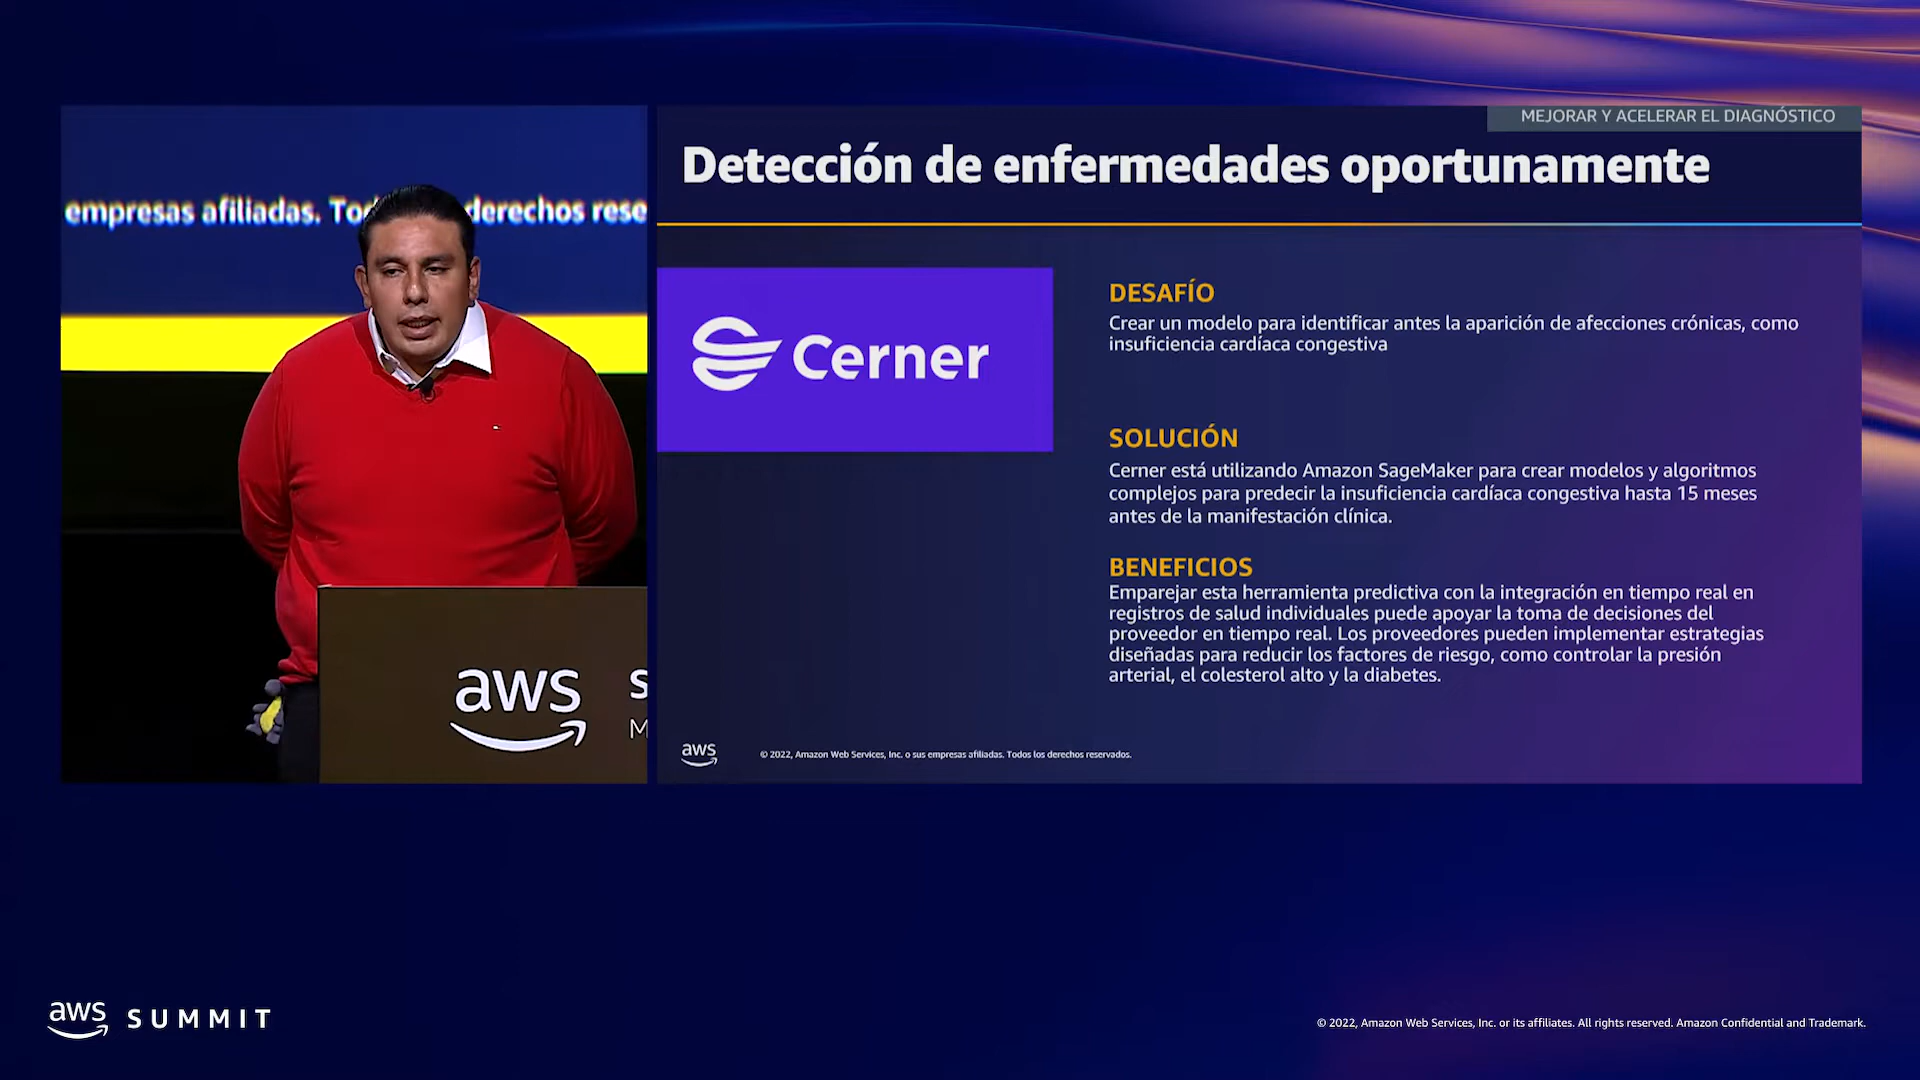 empresas afiliadas. To derechos rese
aws
S
M
MEJORAR Y ACELERAR EL DIAGNÓSTICO
Detección de enfermedades oportunamente
Cerner
DESAFÍO
Crear un modelo para identificar antes la aparición de afecciones crónicas, como
insuficiencia cardíaca congestiva
SOLUCIÓN
Cerner está utilizando Amazon SageMaker para crear modelos y algoritmos
complejos para predecir la insuficiencia cardíaca congestiva hasta 15 meses
antes de la manifestación clínica.
BENEFICIOS
Emparejar esta herramienta predictiva con la integración en tiempo real en
registros de salud individuales puede apoyar la toma de decisiones del
proveedor en tiempo real. Los proveedores pueden implementar estrategias
diseñadas para reducir los factores de riesgo, como controlar la presión
arterial, el colesterol alto y la diabetes.
aws
© 2022, Amazon Web Services, Inc. o sus empresas afiliadas. Todos los derechos reservados.
aws SUMMIT
© 2022, Amazon Web Services, Inc. or its affiliates. All rights reserved. Amazon Confidential and Trademark.